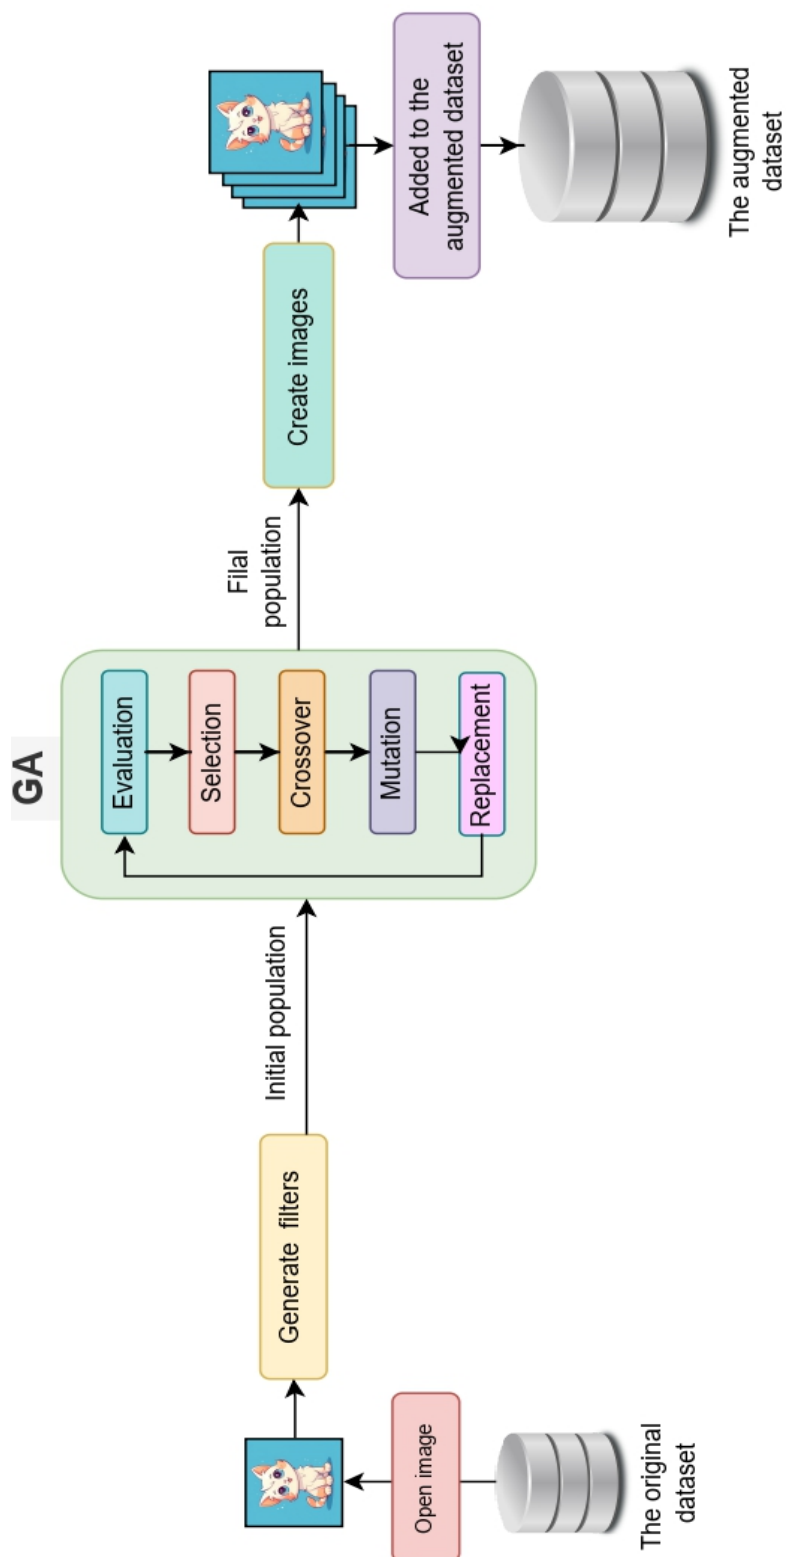 The original
dataset
Open image
Generate filters
Initial population
GA
Evaluation
Selection
Crossover
Mutation
Replacement
Filal
population
Create images
Added to the
augmented dataset
The augmented
dataset